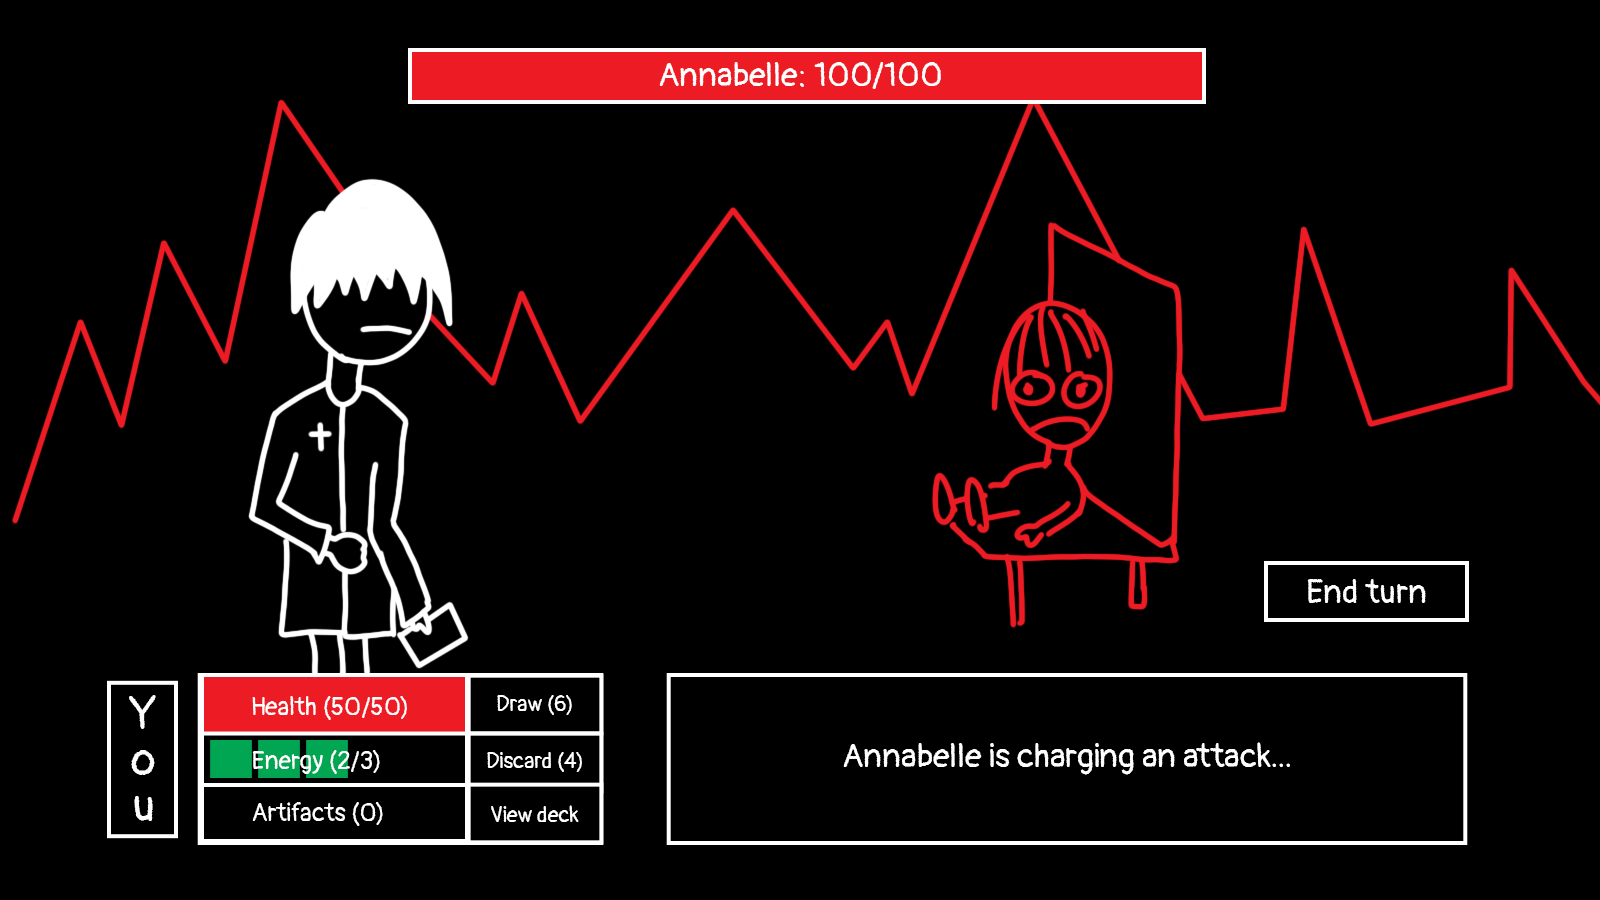 Annabelle: 100/100
End turn
You
Health (50/50)
Draw (6)
Energy (2/3)
Discard (4)
Artifacts (0)
View deck
Annabelle is charging an attack...